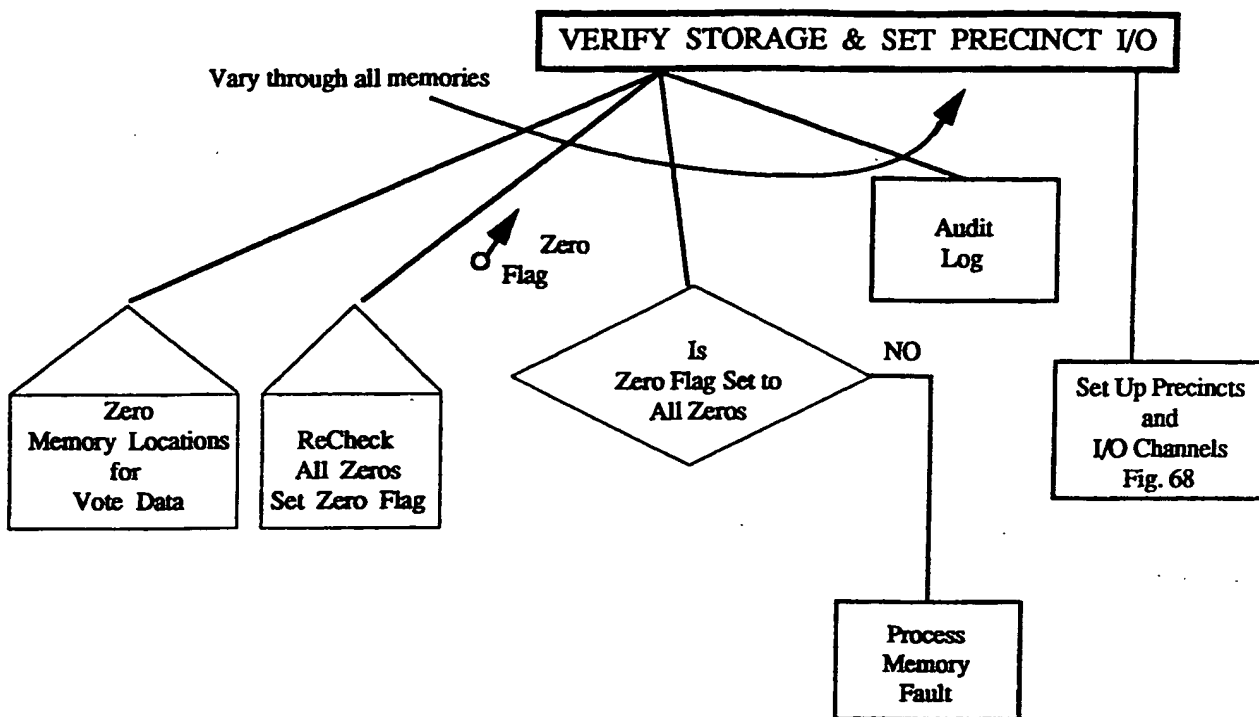 VERIFY STORAGE & SET PRECINCT I/O
Vary through all memories
Zero
Flag
Audit
Log
Zero
Memory Locations
for
Vote Data
ReCheck
All Zeros
Set Zero Flag
Is
Zero Flag Set to
All Zeros
NO
Set Up Precincts
and
I/O Channels
Fig. 68
Process
Memory
Fault